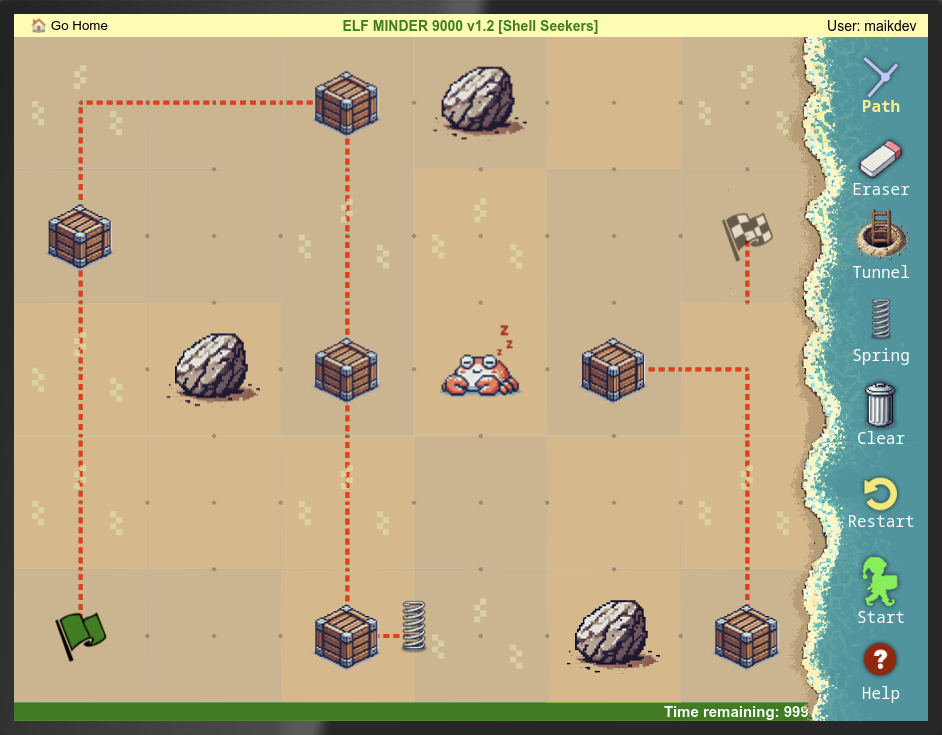 Go Home
ELF MINDER 9000 v1.2 [Shell Seekers]
User: maikdev
Path
Eraser
Tunnel
z
z
z
Spring
Clear
Restart
Start
?
Help
Time remaining: 999